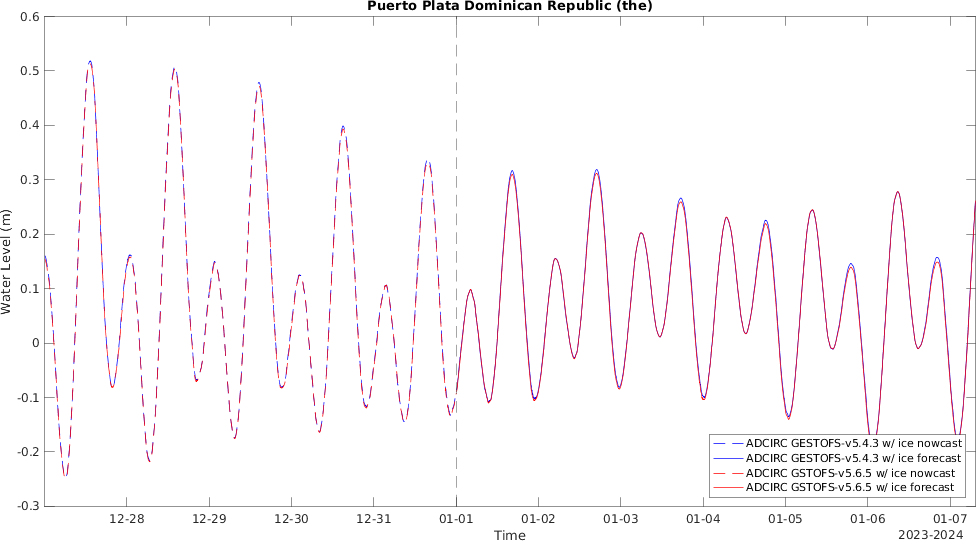 Puerto Plata Dominican Republic (the)
0.6
0.5
0.4
0.3
0.2
0.1
0
-0.1
-0.2
-0.3
Water Level (m)
ADCIRC GESTOFS-v5.4.3 w/ ice nowcast
ADCIRC GESTOFS-v5.4.3 w/ ice forecast
ADCIRC GSTOFS-v5.6.5 w/ ice nowcast
ADCIRC GSTOFS-v5.6.5 w/ ice forecast
12-28 12-29 12-30 12-31 01-01 01-02 01-03 01-04 01-05 01-06 01-07
Time
2023-2024